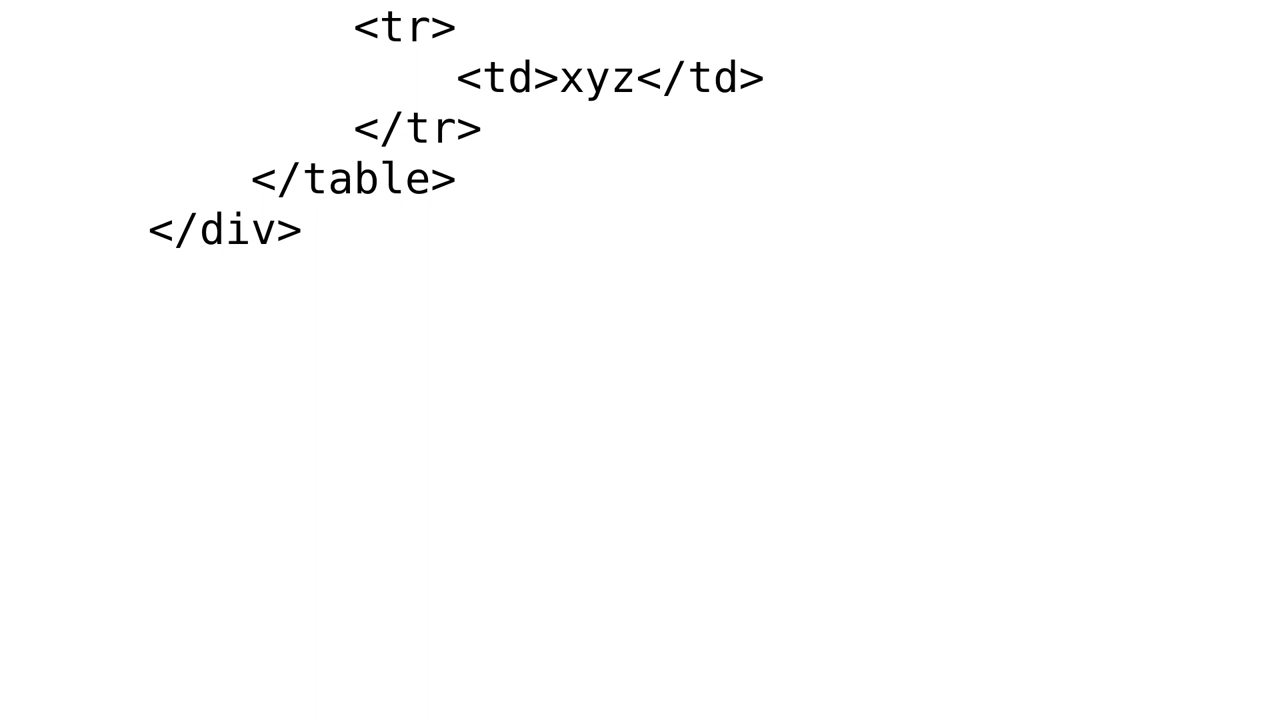 <tr>
            <td>xyz</td>
        </tr>
    </table>
</div>